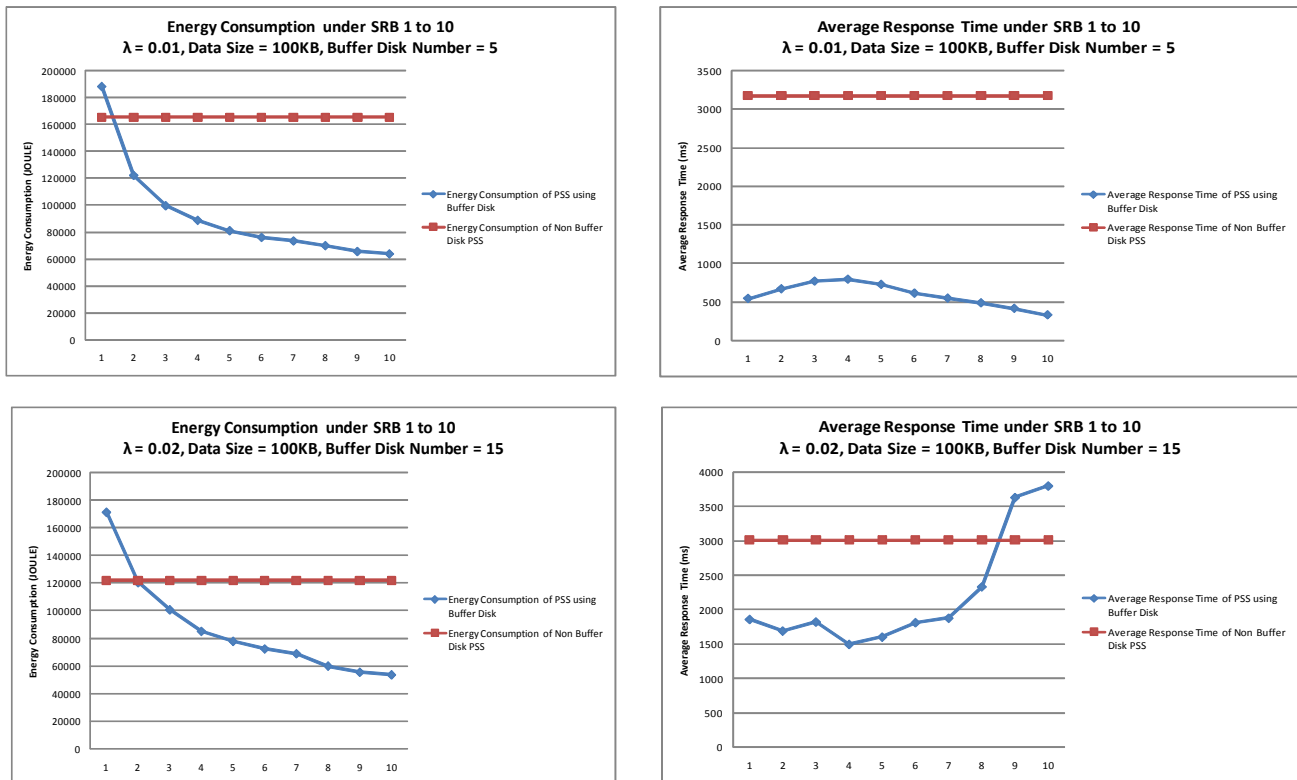 Energy Consumption under SRB 1 to 10
λ = 0.01, Data Size = 100KB, Buffer Disk Number = 5
Energy Consumption (JOULE)
200000
180000
160000
140000
120000
100000
80000
60000
40000
20000
0
1 2 3 4 5 6 7 8 9 10
Energy Consumption of PSS using
Buffer Disk
Energy Consumption of Non Buffer
Disk PSS
Average Response Time under SRB 1 to 10
λ = 0.01, Data Size = 100KB, Buffer Disk Number = 5
Average Response Time (ms)
3500
3000
2500
2000
1500
1000
500
0
1 2 3 4 5 6 7 8 9 10
Average Response Time of PSS using
Buffer Disk
Average Response Time of Non Buffer
Disk PSS
Energy Consumption under SRB 1 to 10
λ = 0.02, Data Size = 100KB, Buffer Disk Number = 15
Energy Consumption (JOULE)
200000
180000
160000
140000
120000
100000
80000
60000
40000
20000
0
1 2 3 4 5 6 7 8 9 10
Energy Consumption of PSS using
Buffer Disk
Energy Consumption of Non Buffer
Disk PSS
Average Response Time under SRB 1 to 10
λ = 0.02, Data Size = 100KB, Buffer Disk Number = 15
Average Response Time (ms)
4000
3500
3000
2500
2000
1500
1000
500
0
1 2 3 4 5 6 7 8 9 10
Average Response Time of PSS using
Buffer Disk
Average Response Time of Non Buffer
Disk PSS